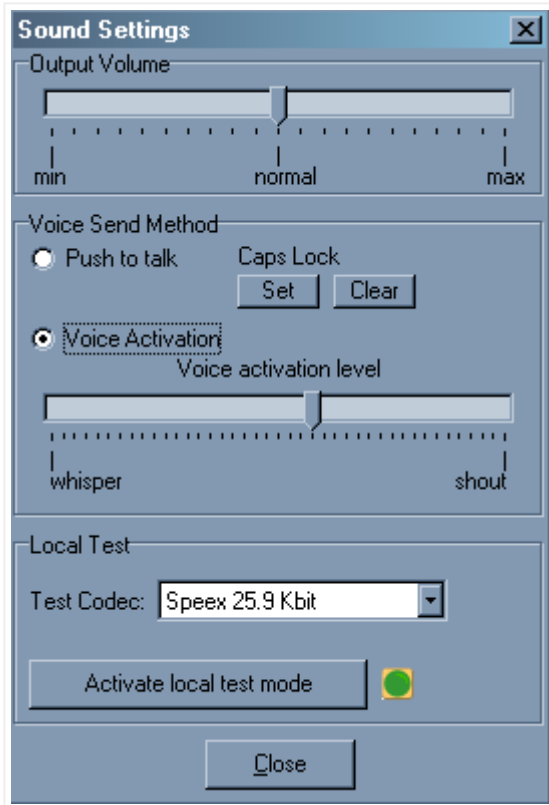 Sound Settings
Output Volume
min normal max
Voice Send Method
Push to talk Caps Lock
Set Clear
Voice Activation
Voice activation level
whisper shout
Local Test
Test Codec: Speex 25.9 Kbit
Activate local test mode
Close